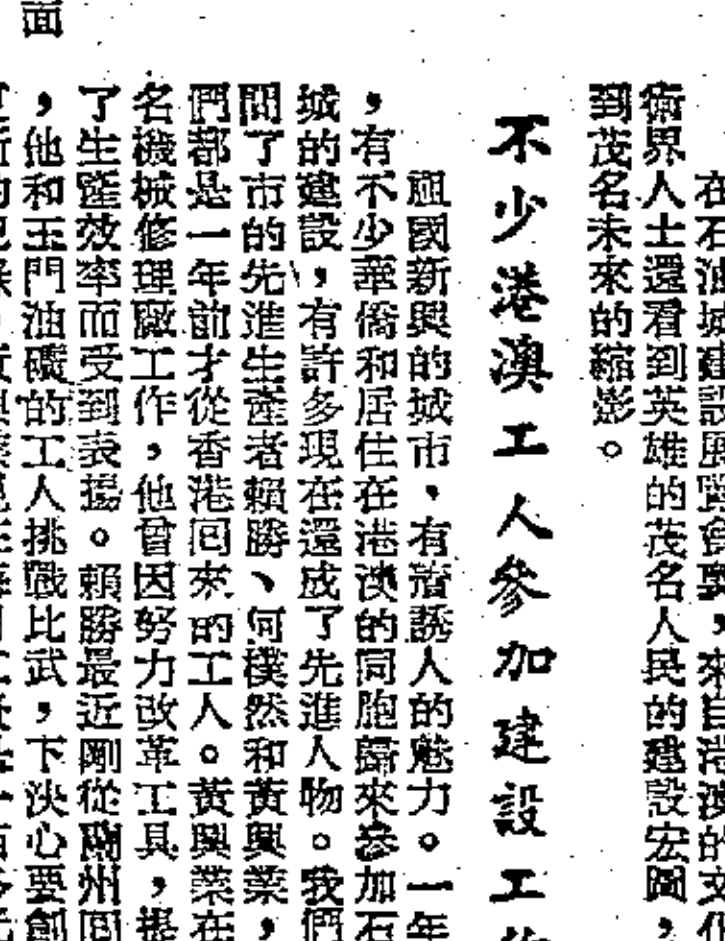 在石油城建設展覽會裏，來自港澳的文化
術界人士還看到英雄的茂名人民的建設宏圖，
到茂名未來的縮影。
不少港澳工人參加建設工作
祖國新興的城市，有着誘人的魅力。一年
，有不少華僑和居住在港澳的同胞歸來參加石
城的建設，有許多現在還成了先進人物。我們
問了市的先進生產者賴勝、何樸然和黃興業，
們都是一年前才從香港回來的工人。黃興業在
名機械修理廠工作，他曾因努力改革工具，提
了生產效率而受到表揚。賴勝最近剛從蘭州回
，他和玉門油礦的工人挑戰比武，下決心要創
面